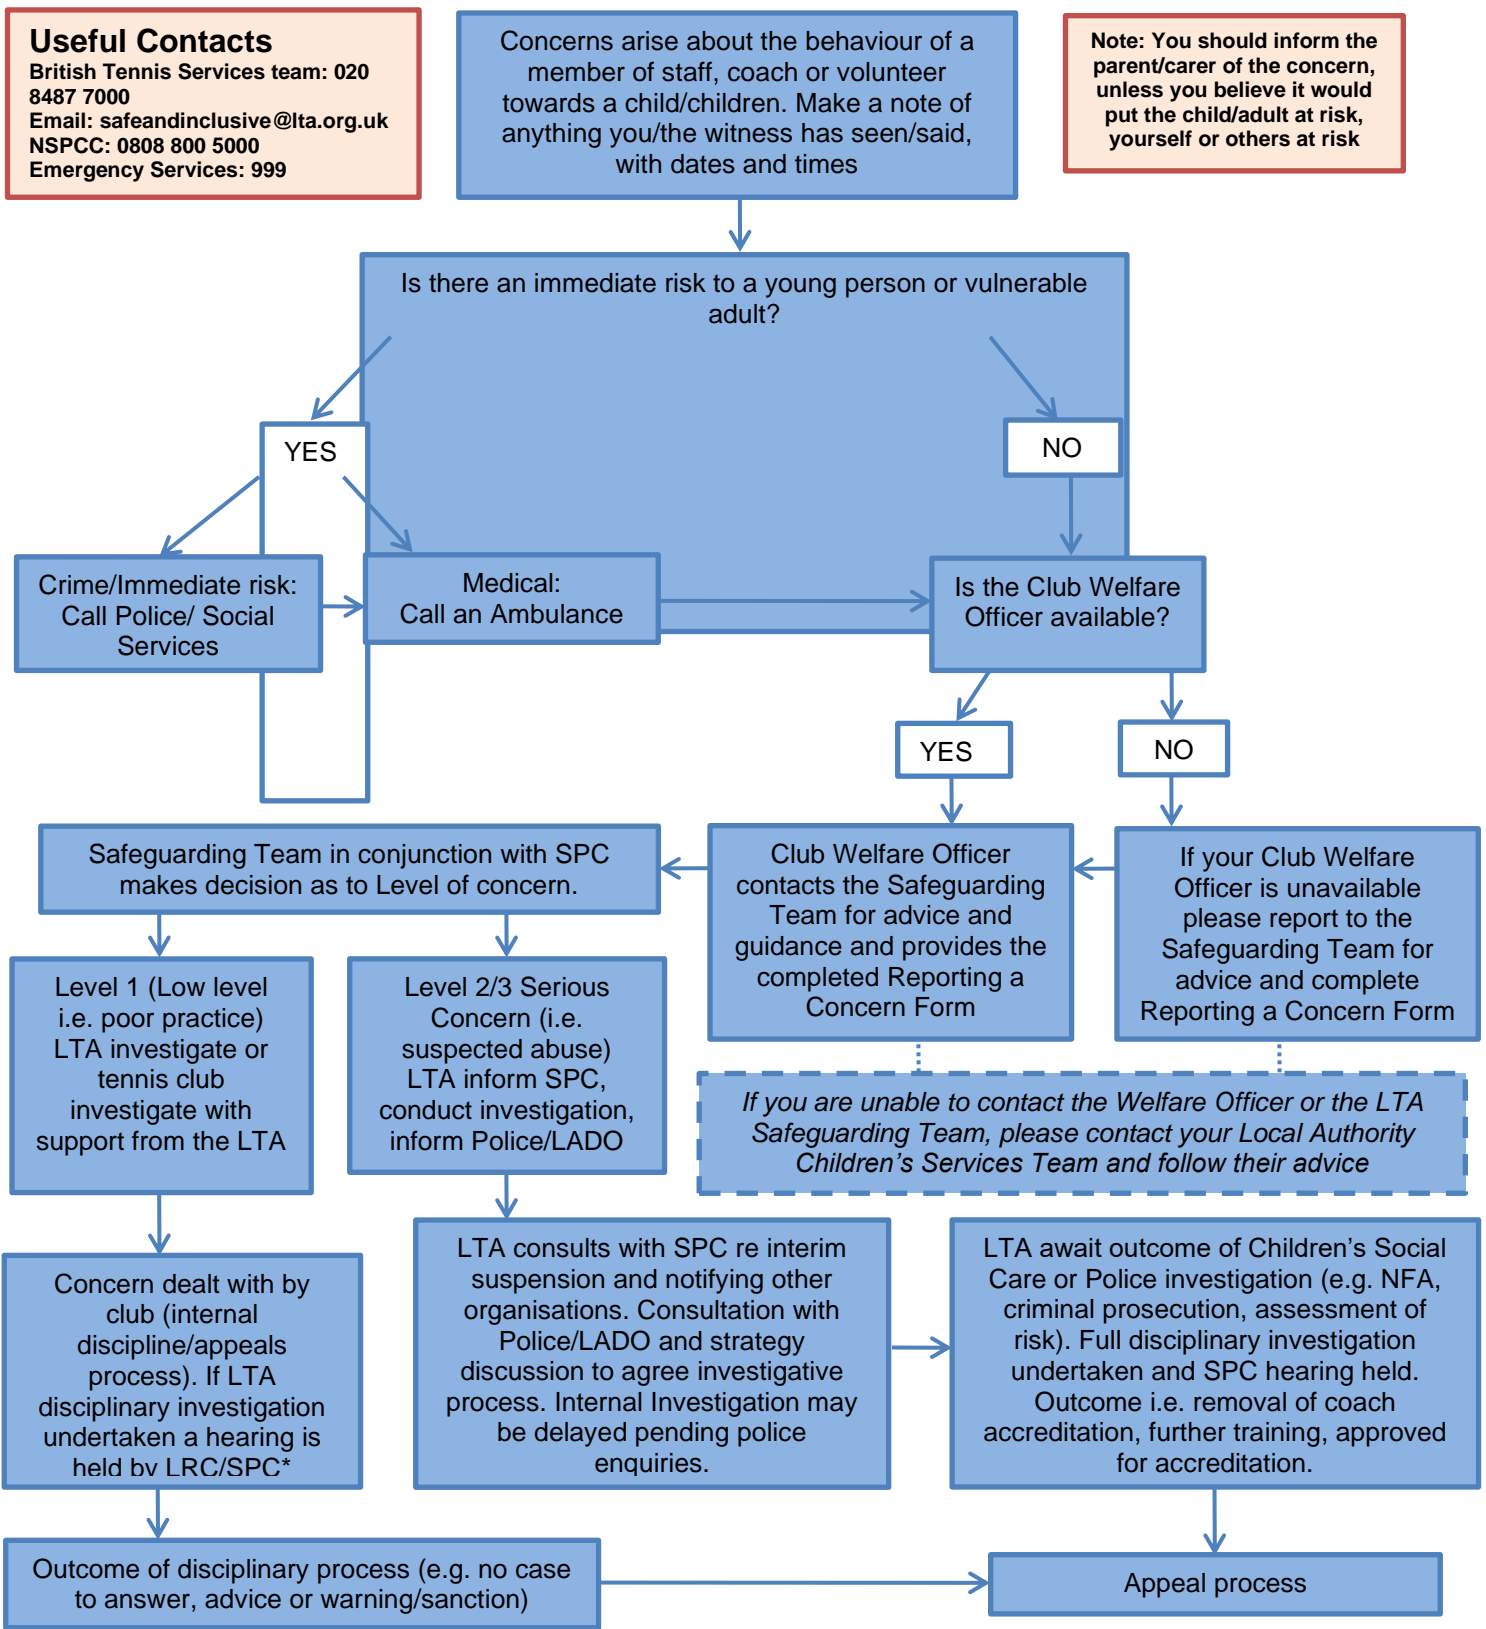 Useful Contacts
British Tennis Services team: 020
8487 7000
Email: safeandinclusive@lta.org.uk
NSPCC: 0808 800 5000
Emergency Services: 999
Concerns arise about the behaviour of a
member of staff, coach or volunteer
towards a child/children. Make a note of
anything you/the witness has seen/said,
with dates and times
Note: You should inform the
parent/carer of the concern,
unless you believe it would
put the child/adult at risk,
yourself or others at risk
Is there an immediate risk to a young person or vulnerable
adult?
YES
NO
Crime/Immediate risk:
Call Police/ Social
Services
Medical:
Call an Ambulance
Is the Club Welfare
Officer available?
YES
NO
Safeguarding Team in conjunction with SPC
makes decision as to Level of concern.
Club Welfare Officer
contacts the Safeguarding
Team for advice and
guidance and provides the
completed Reporting a
Concern Form
If your Club Welfare
Officer is unavailable
please report to the
Safeguarding Team for
advice and complete
Reporting a Concern Form
Level 1 (Low level
i.e. poor practice)
LTA investigate or
tennis club
investigate with
support from the LTA
Level 2/3 Serious
Concern (i.e.
suspected abuse)
LTA inform SPC,
conduct investigation,
inform Police/LADO
If you are unable to contact the Welfare Officer or the LTA
Safeguarding Team, please contact your Local Authority
Children’s Services Team and follow their advice
Concern dealt with by
club (internal
discipline/appeals
process). If LTA
disciplinary investigation
undertaken a hearing is
held by LRC/SPC*
LTA consults with SPC re interim
suspension and notifying other
organisations. Consultation with
Police/LADO and strategy
discussion to agree investigative
process. Internal Investigation may
be delayed pending police
enquiries.
LTA await outcome of Children’s Social
Care or Police investigation (e.g. NFA,
criminal prosecution, assessment of
risk). Full disciplinary investigation
undertaken and SPC hearing held.
Outcome i.e. removal of coach
accreditation, further training, approved
for accreditation.
Outcome of disciplinary process (e.g. no case
to answer, advice or warning/sanction)
Appeal process